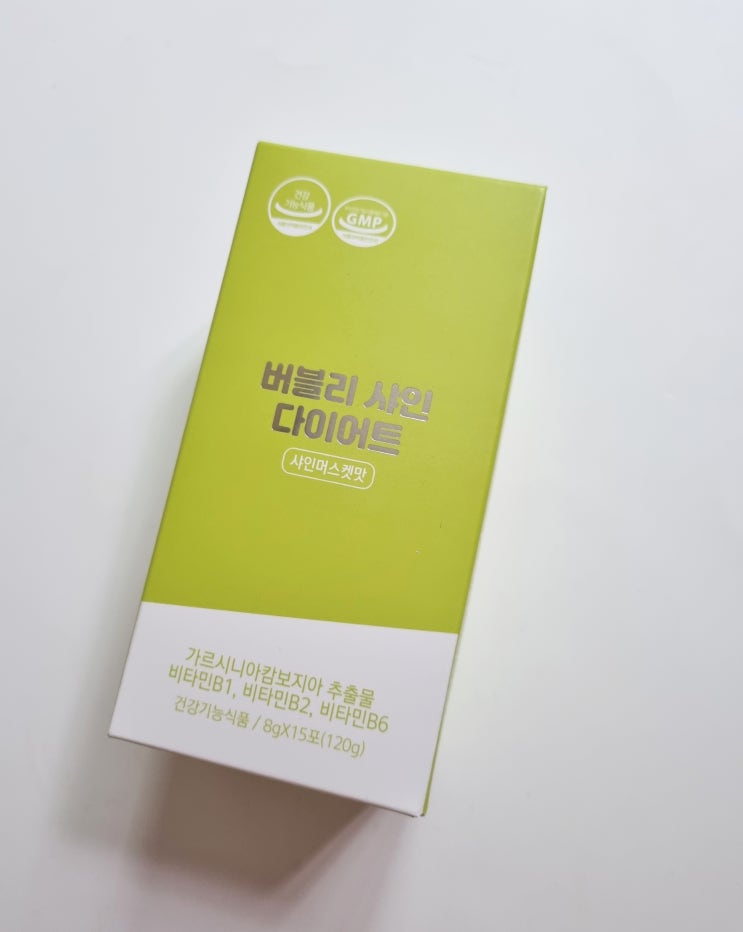 건강
기능식품
GMP
버블리 샤인
다이어트
샤인머스켓맛
가르시니아캄보지아 추출물
비타민B1, 비타민B2, 비타민B6
건강기능식품 / 8gX15포(120g)